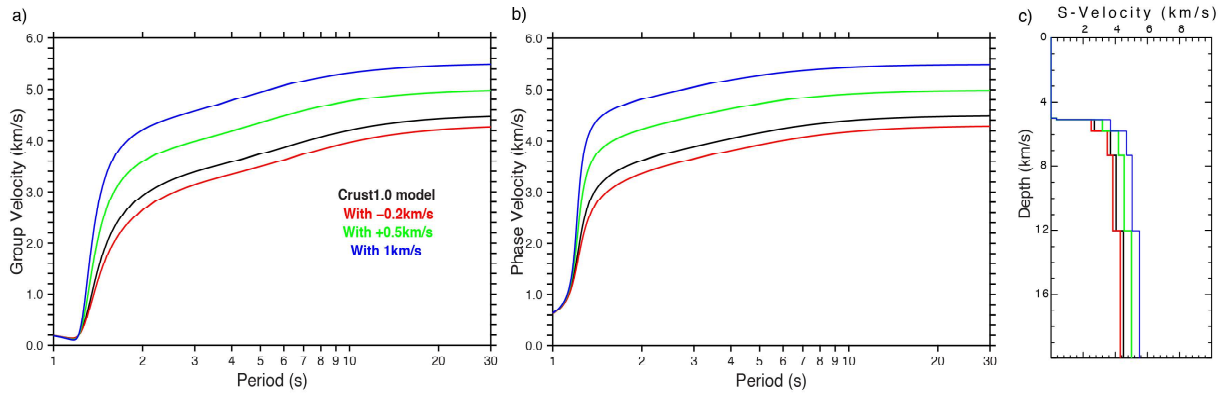 a)
6.0
5.0
4.0
3.0
2.0
1.0
0.0
Group Velocity (km/s)
Crust1.0 model
With −0.2km/s
With +0.5km/s
With 1km/s
1 2 3 4 5 6 7 8 9 10 20 30
Period (s)
b)
6.0
5.0
4.0
3.0
2.0
1.0
0.0
Phase Velocity (km/s)
1 2 3 4 5 6 7 8 9 10 20 30
Period (s)
c)
S-Velocity (km/s)
2 4 6 8
0
4
8
12
16
Depth (km/s)